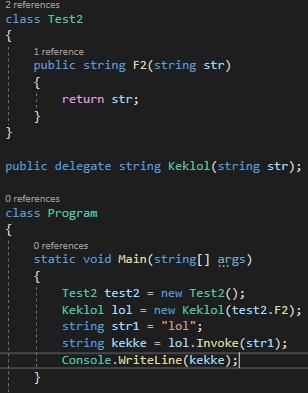 2 references
class Test2
{
1 reference
public string F2(string str)
{
return str;
}
}
public delegate string Keklol(string str);
0 references
class Program
{
0 references
static void Main(string[] args)
{
Test2 test2 = new Test2();
Keklol lol = new Keklol(test2.F2);
string str1 = "lol";
string kekke = lol.Invoke(str1);
Console.WriteLine(kekke);
}